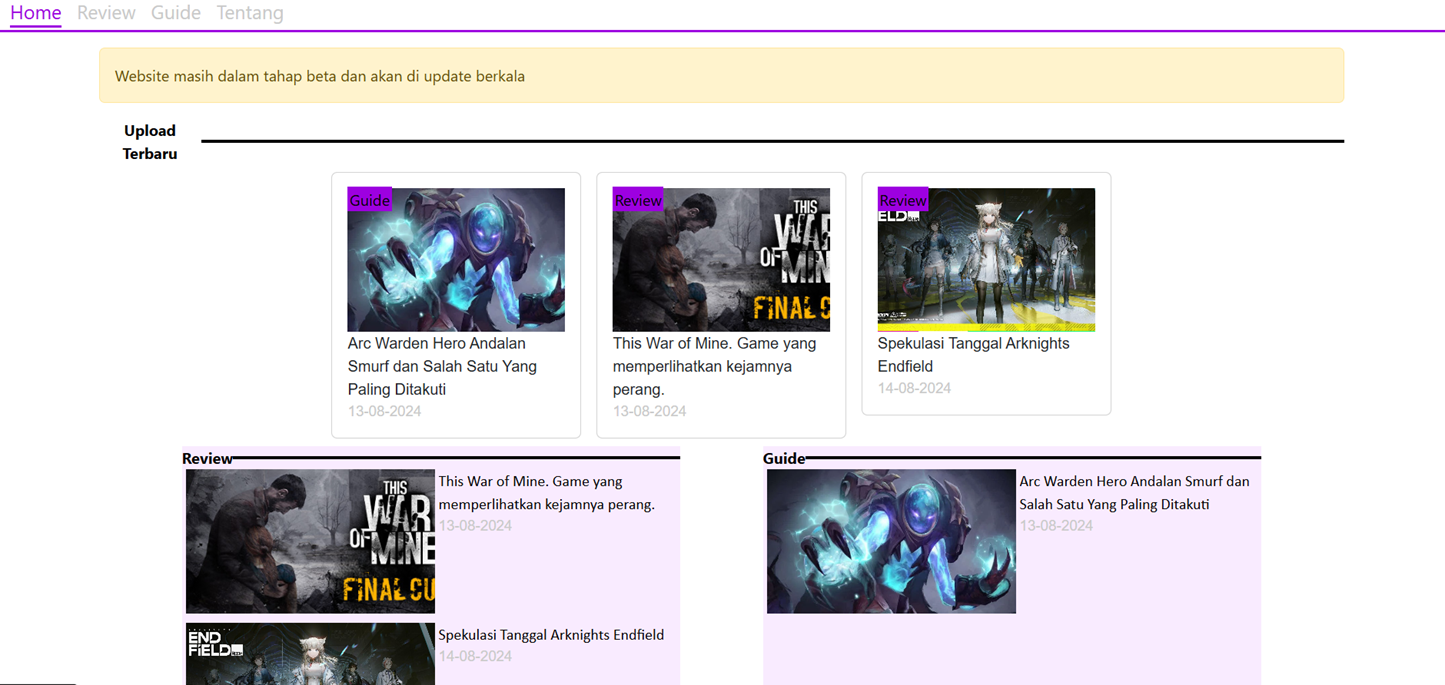 Home Review Guide Tentang
Website masih dalam tahap beta dan akan di update berkala
Upload
Terbaru
Guide
Arc Warden Hero Andalan
Smurf dan Salah Satu Yang
Paling Ditakuti
13-08-2024
Review
THIS
WAR
OF MIN
FINAL C
This War of Mine. Game yang
memperlihatkan kejamnya
perang.
13-08-2024
Review
ELD
Spekulasi Tanggal Arknights
Endfield
14-08-2024
Review
THIS
WAR
OF MINE
FINAL CU
This War of Mine. Game yang
memperlihatkan kejamnya perang.
13-08-2024
END
FIELD
Spekulasi Tanggal Arknights Endfield
14-08-2024
Guide
Arc Warden Hero Andalan Smurf dan
Salah Satu Yang Paling Ditakuti
13-08-2024